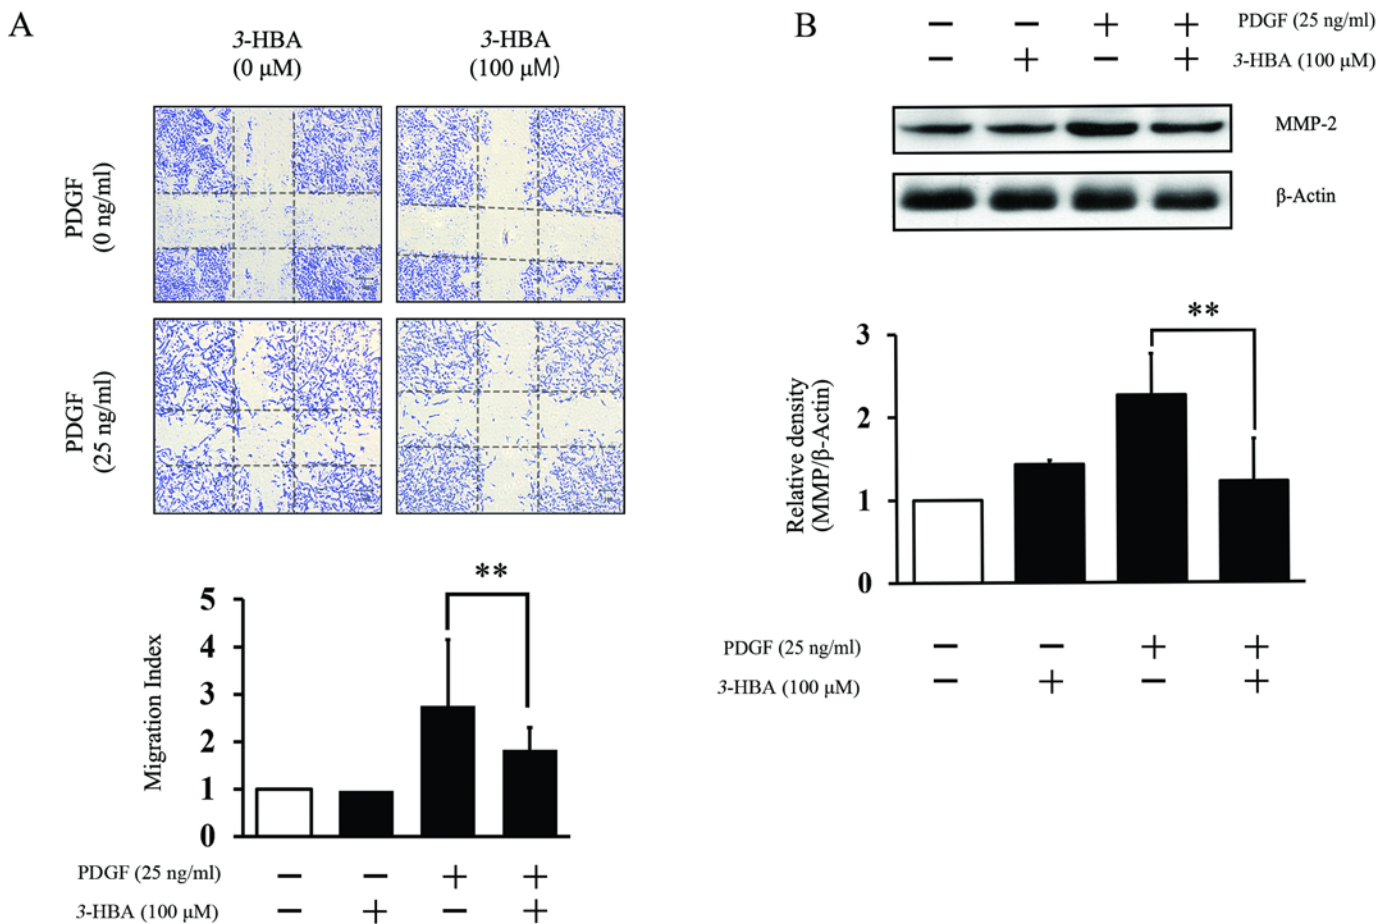 A
3-HBA
(0 μM)
3-HBA
(100 μM)
PDGF
(0 ng/ml)
PDGF
(25 ng/ml)
**
5
4
3
2
1
0
Migration Index
PDGF (25 ng/ml) − − + +
3-HBA (100 μM) − + − +
B
− − + + PDGF (25 ng/ml)
− + − + 3-HBA (100 μM)
MMP-2
β-Actin
**
3
2
1
0
Relative density
(MMP/β-Actin)
PDGF (25 ng/ml) − − + +
3-HBA (100 μM) − + − +